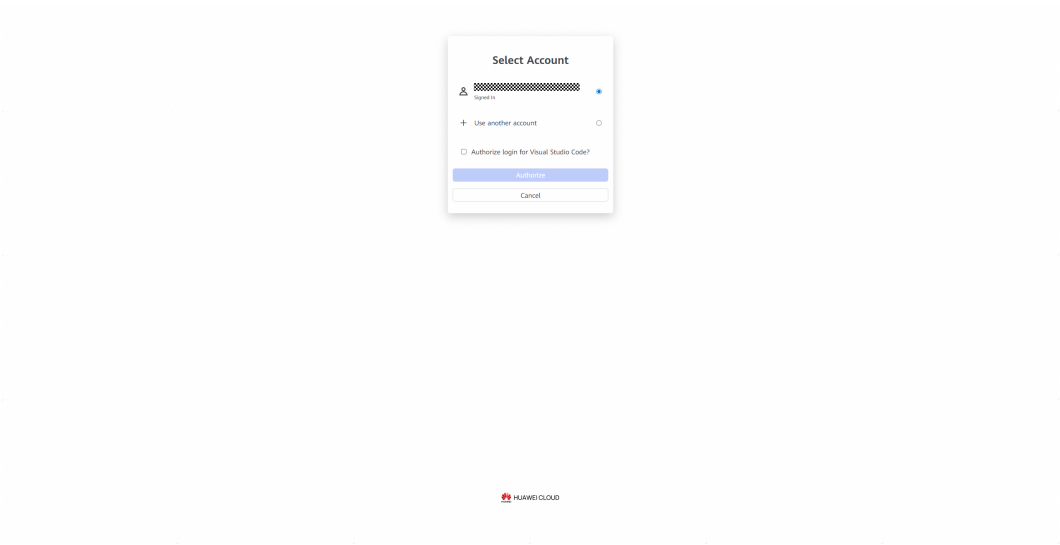 Select Account
Signed In
Use another account
Authorize login for Visual Studio Code?
Authorize
Cancel
HUAWEI CLOUD